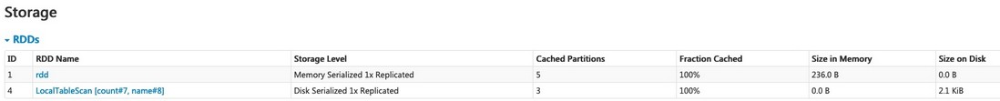 Storage
RDDs
ID RDD Name Storage Level Cached Partitions Fraction Cached Size in Memory Size on Disk
1 rdd Memory Serialized 1x Replicated 5 100% 236.0 B 0.0 B
4 LocalTableScan [count#7, name#8] Disk Serialized 1x Replicated 3 100% 0.0 B 2.1 KiB